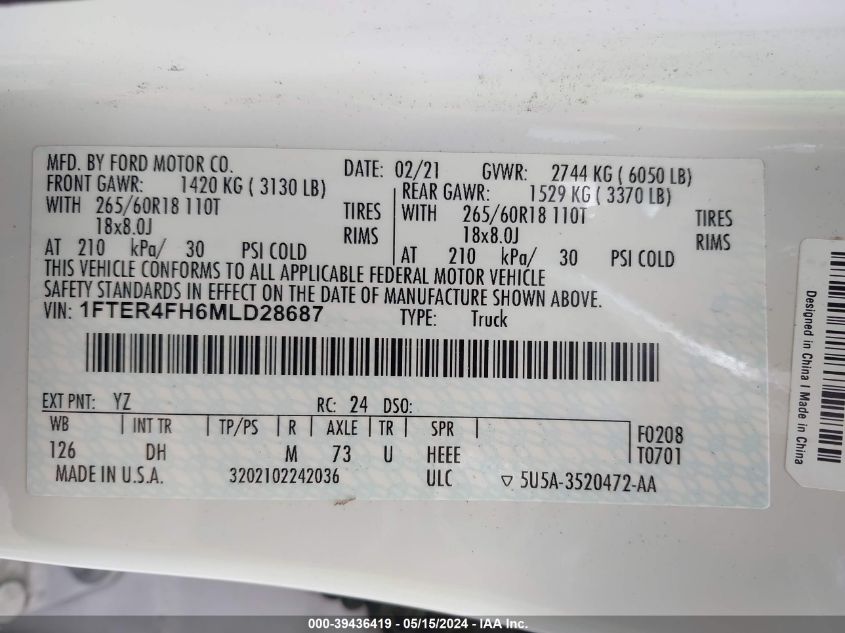 MFD. BY FORD MOTOR CO. DATE: 02/21 GVWR: 2744 KG ( 6050 LB)
FRONT GAWR: 1420 KG ( 3130 LB) REAR GAWR: 1529 KG ( 3370 LB)
WITH 265/60R18 110T TIRES WITH 265/60R18 110T TIRES
18x8.0J RIMS 18x8.0J RIMS
AT 210 kPa/ 30 PSI COLD AT 210 kPa/ 30 PSI COLD
THIS VEHICLE CONFORMS TO ALL APPLICABLE FEDERAL MOTOR VEHICLE
SAFETY STANDARDS IN EFFECT ON THE DATE OF MANUFACTURE SHOWN ABOVE.
VIN: 1FTER4FH6MLD28687 TYPE: Truck
EXT PNT: YZ RC: 24 DSO:
WB INT TR TP/PS R AXLE TR SPR F0208
126 DH M 73 U HEEE T0701
MADE IN U.S.A. 3202102242036 ULC ▽ 5U5A-3520472-AA
Designed in China I Made in China
000-39436419 - 05/15/2024 - IAA Inc.